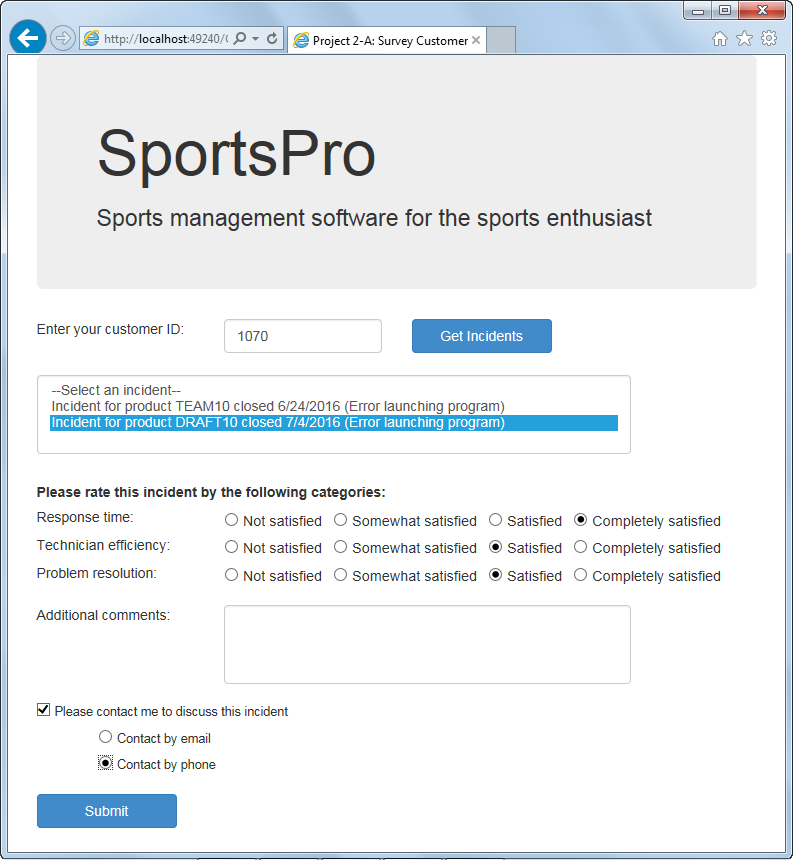 http://localhost:49240/
Project 2-A: Survey Customer
SportsPro
Sports management software for the sports enthusiast
Enter your customer ID: 1070 Get Incidents
--Select an incident--
Incident for product TEAM10 closed 6/24/2016 (Error launching program)
Incident for product DRAFT10 closed 7/4/2016 (Error launching program)
Please rate this incident by the following categories:
Response time: Not satisfied Somewhat satisfied Satisfied Completely satisfied
Technician efficiency: Not satisfied Somewhat satisfied Satisfied Completely satisfied
Problem resolution: Not satisfied Somewhat satisfied Satisfied Completely satisfied
Additional comments:
Please contact me to discuss this incident
Contact by email
Contact by phone
Submit